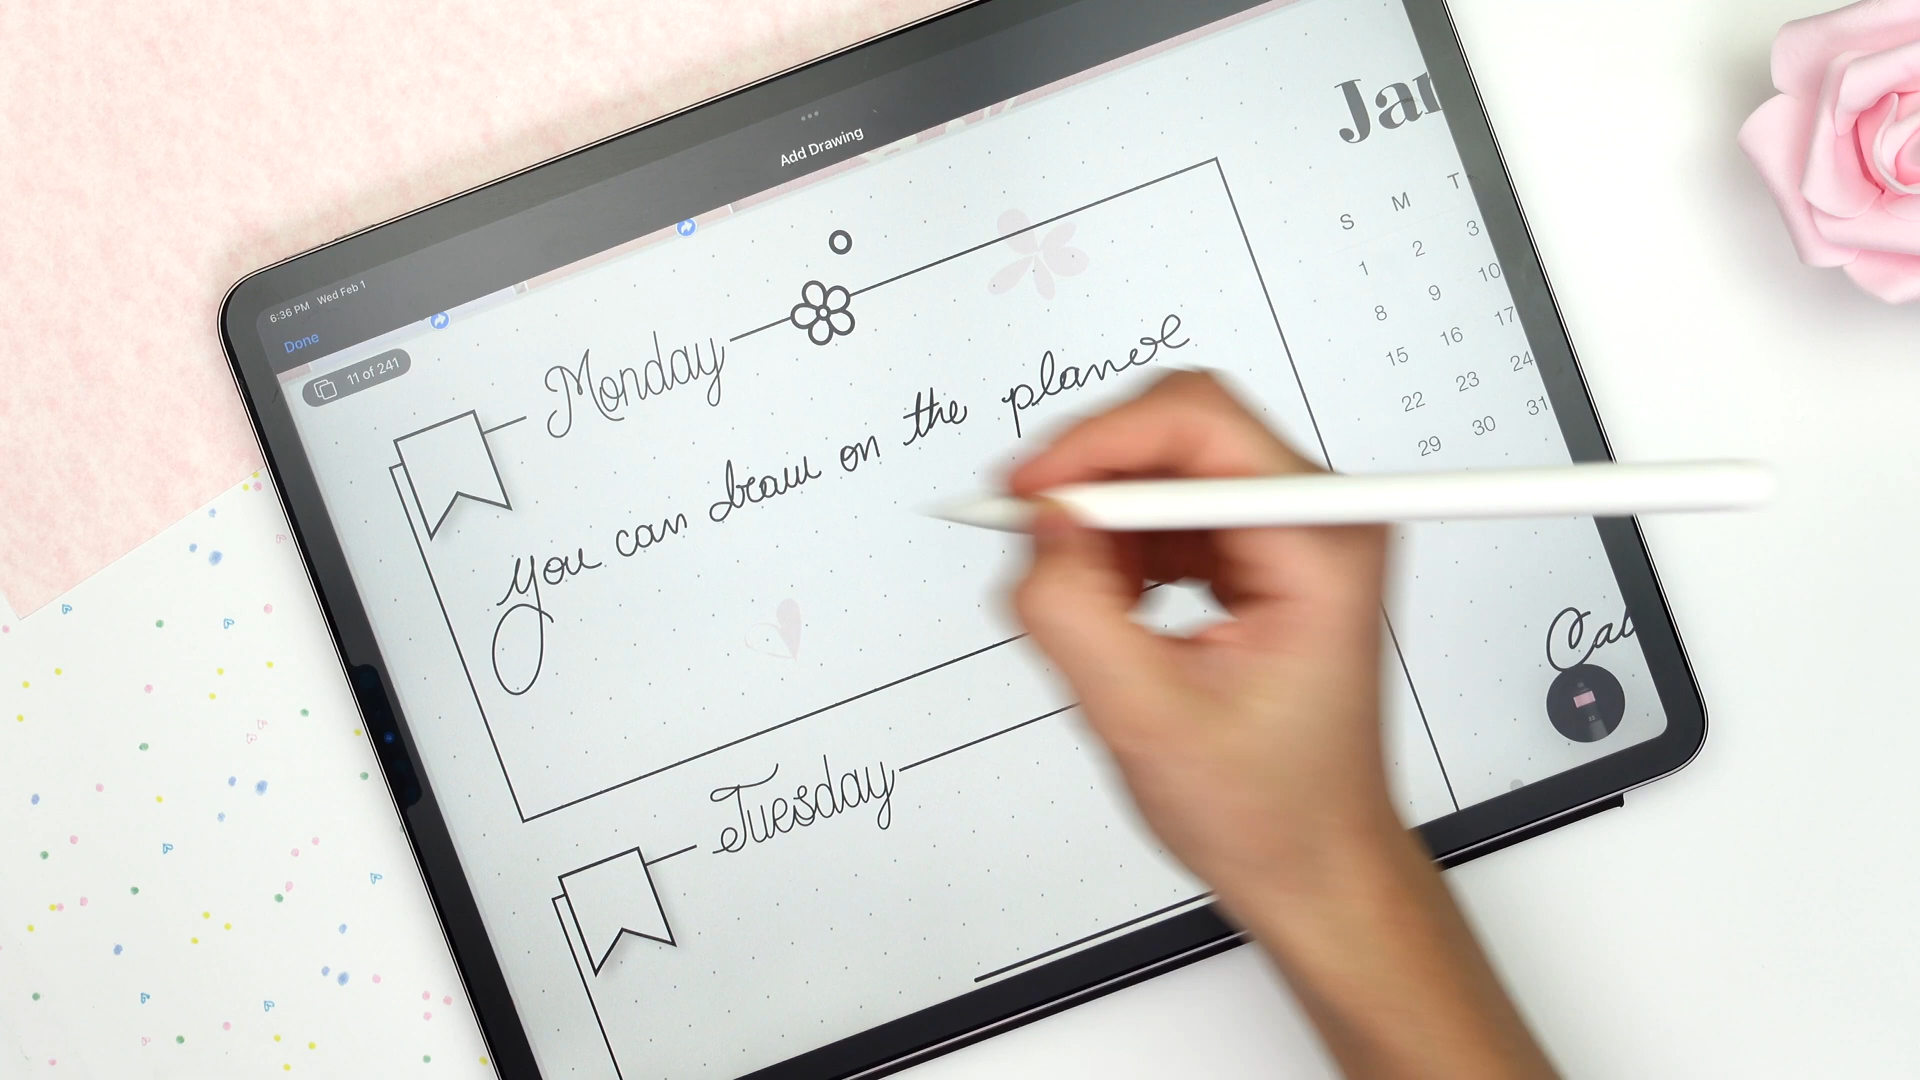 6:36 PM Wed Feb 1
Add Drawing
Done
11 of 241
Monday
you can draw on the
Tuesday
Jan
S M T
1 2 3
8 9 10
15 16 17
22 23 24
29 30 31
Cal